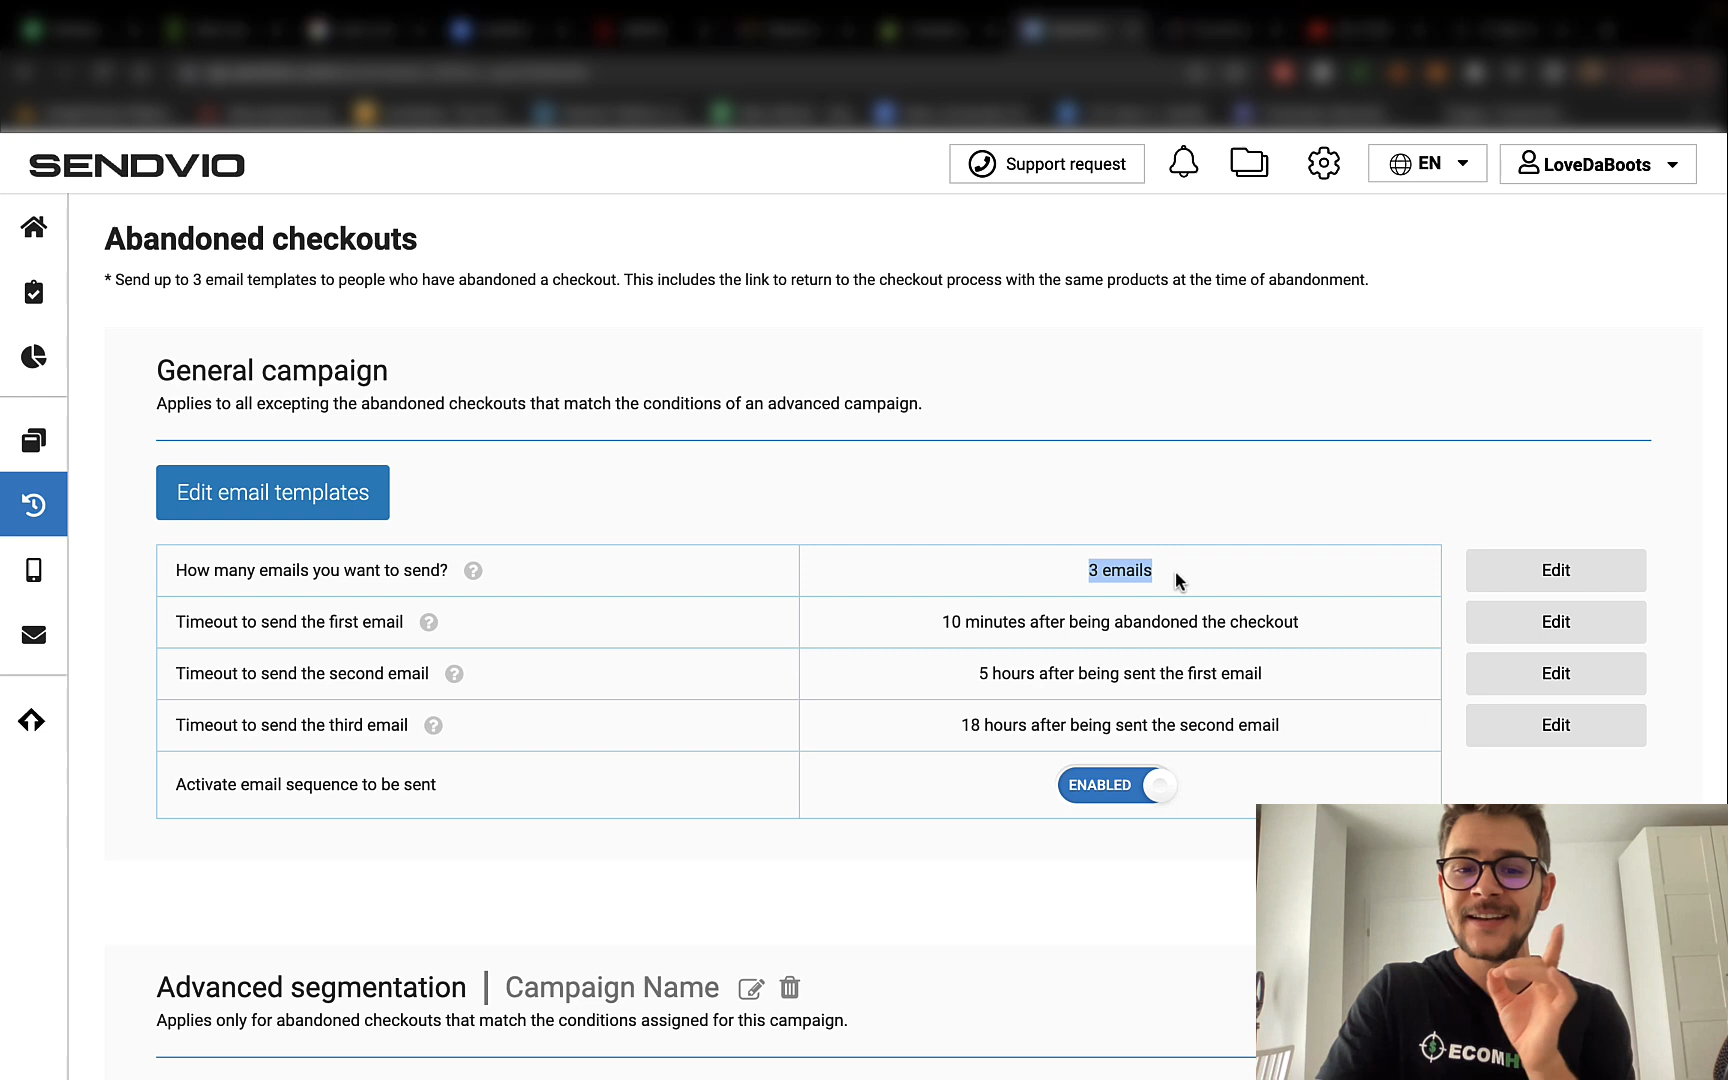 SENDVIO
Support request
EN
LoveDaBoots
Abandoned checkouts
* Send up to 3 email templates to people who have abandoned a checkout. This includes the link to return to the checkout process with the same products at the time of abandonment.
General campaign
Applies to all excepting the abandoned checkouts that match the conditions of an advanced campaign.
Edit email templates
How many emails you want to send? ? 3 emails Edit
Timeout to send the first email ? 10 minutes after being abandoned the checkout Edit
Timeout to send the second email ? 5 hours after being sent the first email Edit
Timeout to send the third email ? 18 hours after being sent the second email Edit
Activate email sequence to be sent ENABLED
Advanced segmentation | Campaign Name
Applies only for abandoned checkouts that match the conditions assigned for this campaign.
$ ECOMH